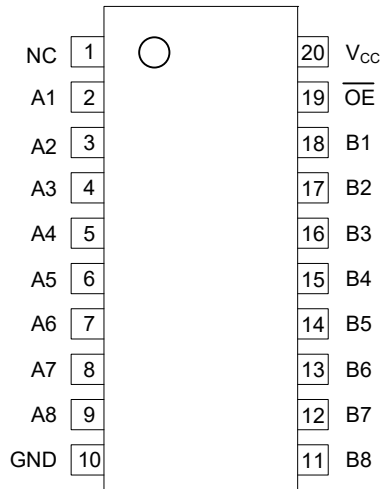 NC 1 20 V_CC
A1 2 19 O̅E̅
A2 3 18 B1
A3 4 17 B2
A4 5 16 B3
A5 6 15 B4
A6 7 14 B5
A7 8 13 B6
A8 9 12 B7
GND 10 11 B8